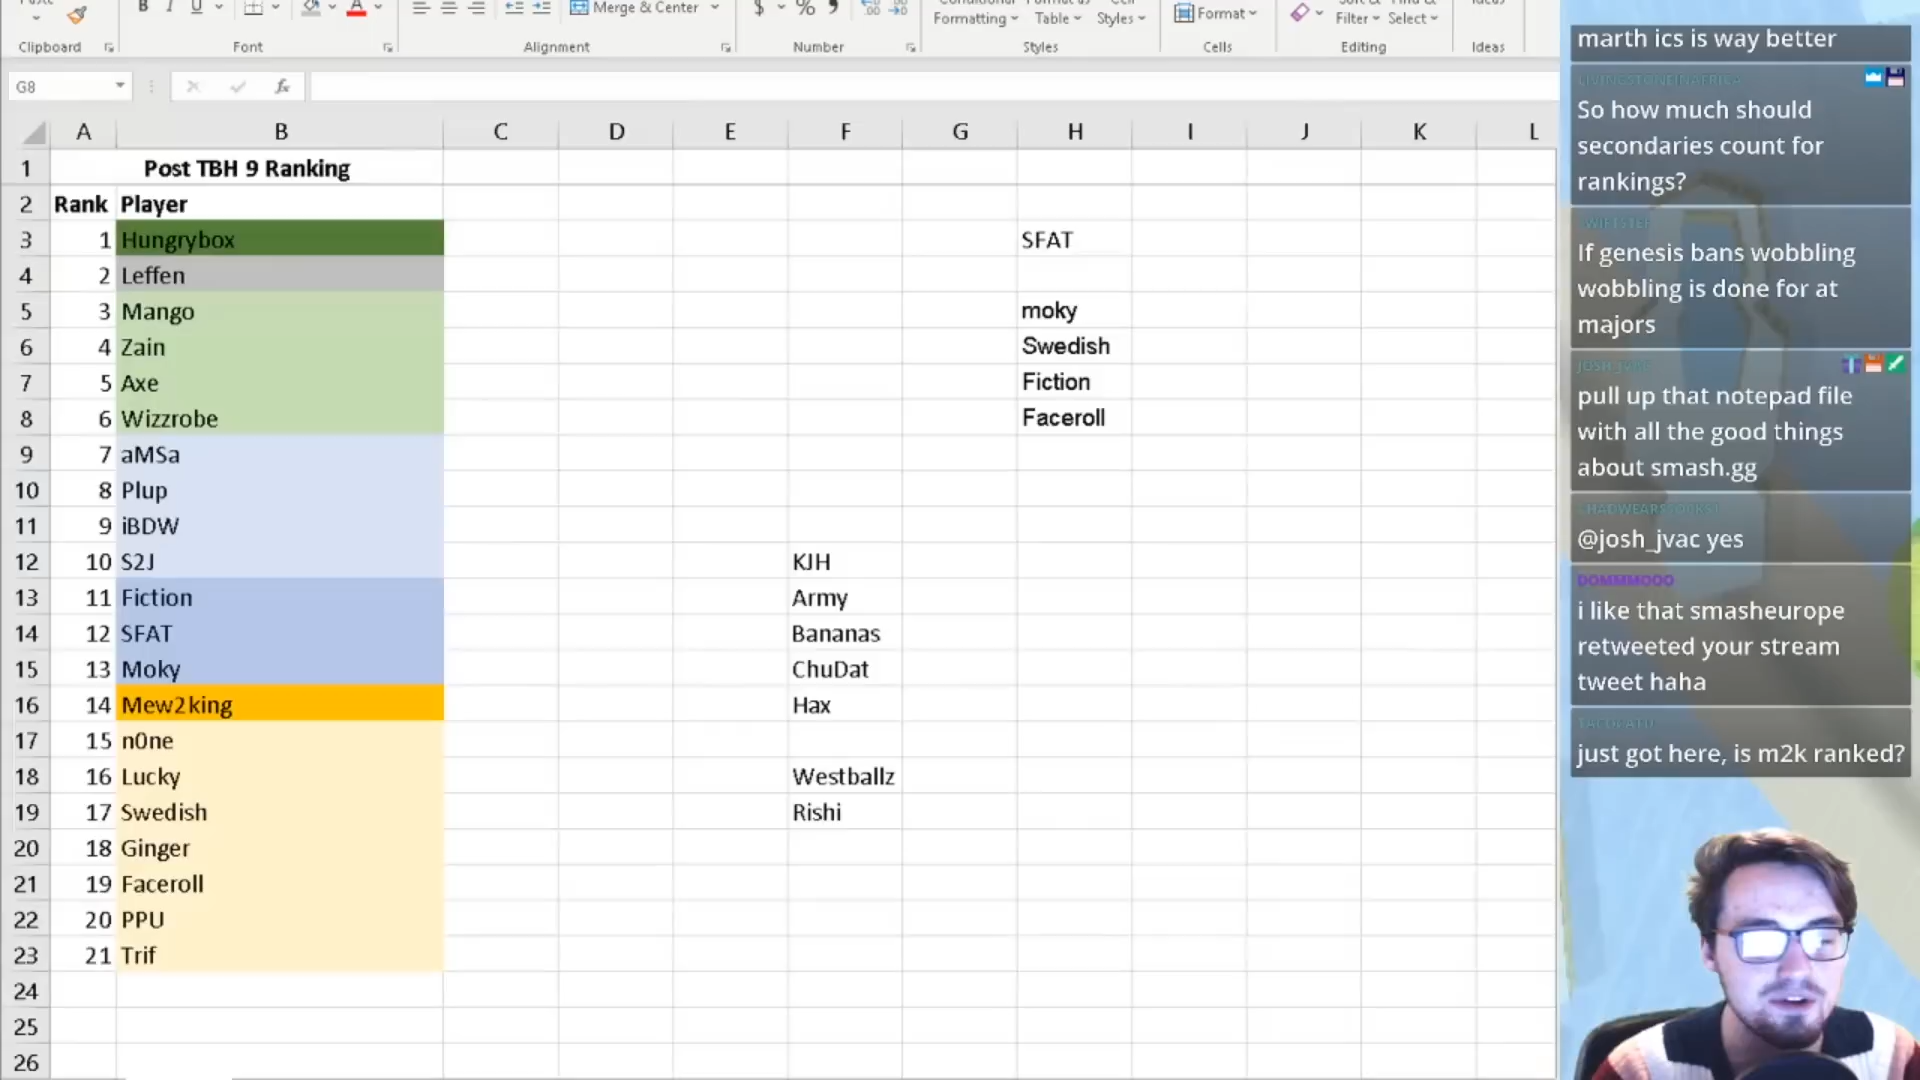 Merge & Center
$
%
Formatting
Table
Styles
Format
Filter
Select
Clipboard
Font
Alignment
Number
Styles
Cells
Editing
Ideas
G8
fx
A B C D E F G H I J K L
1 Post TBH 9 Ranking
2 Rank Player
3 1 Hungrybox SFAT
4 2 Leffen
5 3 Mango moky
6 4 Zain Swedish
7 5 Axe Fiction
8 6 Wizzrobe Faceroll
9 7 aMSa
10 8 Plup
11 9 iBDW
12 10 S2J KJH
13 11 Fiction Army
14 12 SFAT Bananas
15 13 Moky ChuDat
16 14 Mew2king Hax
17 15 n0ne
18 16 Lucky Westballz
19 17 Swedish Rishi
20 18 Ginger
21 19 Faceroll
22 20 PPU
23 21 Trif
24
25
26
marth ics is way better
So how much should
secondaries count for
rankings?
If genesis bans wobbling
wobbling is done for at
majors
JOSH_JVAC
pull up that notepad file
with all the good things
about smash.gg
@josh_jvac yes
DOMMMOOO
i like that smasheurope
retweeted your stream
tweet haha
just got here, is m2k ranked?